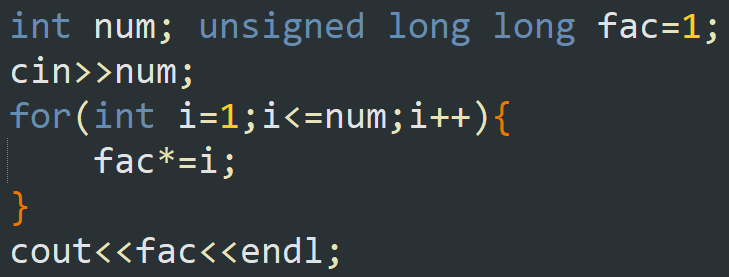 int num; unsigned long long fac=1;
cin>>num;
for(int i=1;i<=num;i++){
    fac*=i;
}
cout<<fac<<endl;